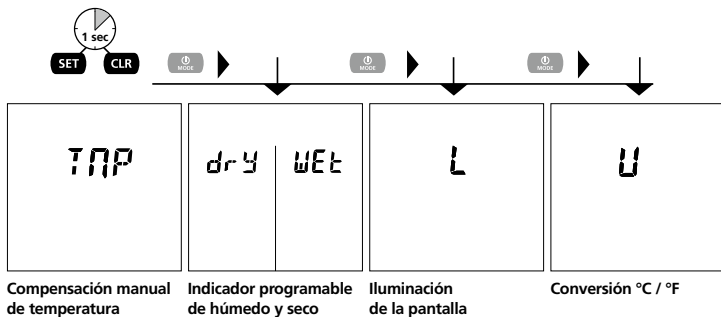 1 sec
SET CLR MODE MODE MODE
TMP dry WEt L U
Compensación manual
de temperatura
Indicador programable
de húmedo y seco
Iluminación
de la pantalla
Conversión °C / °F